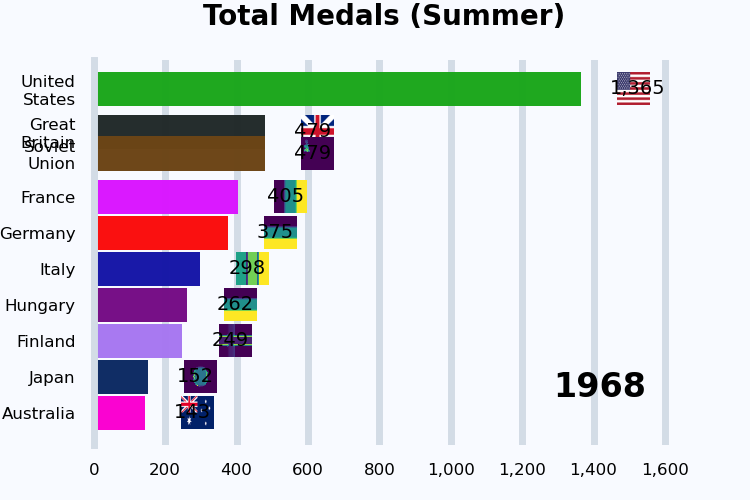 Total Medals (Summer)
United
States
1,365
Great
Britain
479
Soviet
Union
479
France
405
Germany
375
Italy
298
Hungary
262
Finland
249
Japan
152
Australia
143
1968
0 200 400 600 800 1,000 1,200 1,400 1,600